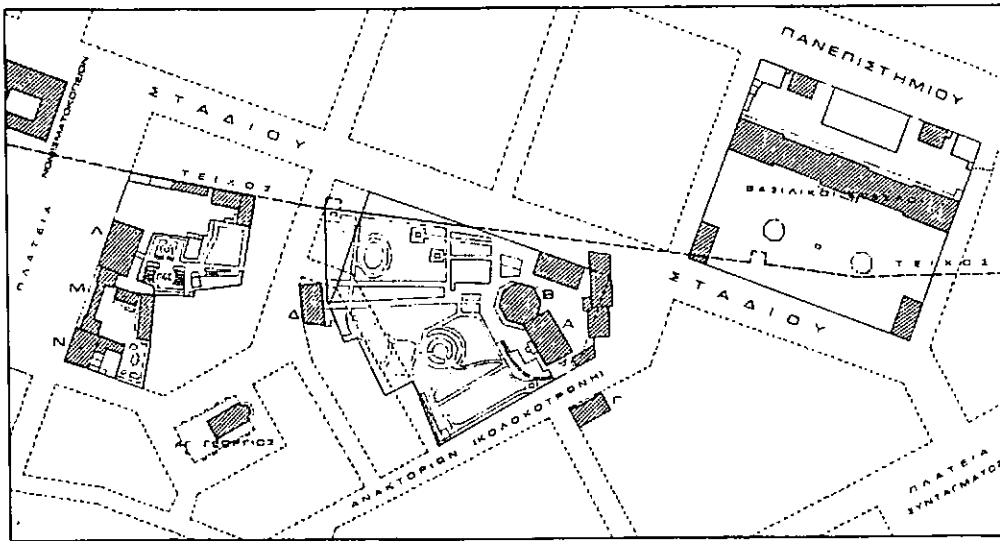 ΠΑΝΕΠΙΣΤΗΜΙΟΥ
ΝΟΜΙΣΜΑΤΟΚΟΠΕΙΟΝ
ΣΤΑΔΙΟΥ
ΤΕΙΧΟΣ
ΒΑΣΙΛΙΚΟΙ
ΠΛΑΤΕΙΑ
Λ
Μ
Ν
Δ
Β
Α
Γ
ΤΕΙΧΟΣ
ΣΤΑΔΙΟΥ
ΑΓ ΓΕΩΡΓΙΟΣ
ΑΝΑΚΤΟΡΙΩΝ (ΚΟΛΟΚΟΤΡΩΝΗ)
ΠΛΑΤΕΙΑ
ΣΥΝΤΑΓΜΑΤΟΣ